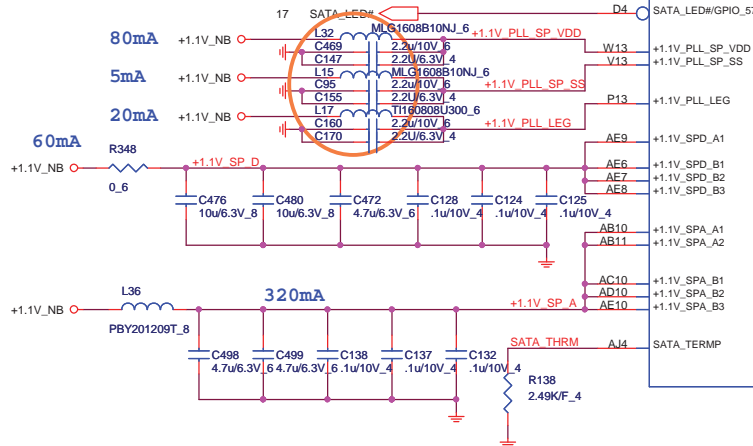 17 SATA_LED# D4 SATA_LED#/GPIO_57
80mA +1.1V_NB L32 MLG1608B10NJ_6 +1.1V_PLL_SP_VDD
C469 2.2u/10V_6 W13 +1.1V_PLL_SP_VDD
C147 2.2U/6.3V_4 V13 +1.1V_PLL_SP_SS
5mA +1.1V_NB L15 MLG1608B10NJ_6 +1.1V_PLL_SP_SS
C95 2.2u/10V_6
C155 2.2U/6.3V_4 P13 +1.1V_PLL_LEG
20mA +1.1V_NB L17 TI160808U300_6 +1.1V_PLL_LEG
C160 2.2u/10V_6
C170 2.2U/6.3V_4
AE9 +1.1V_SPD_A1
60mA
+1.1V_NB R348 +1.1V_SP_D AE6 +1.1V_SPD_B1
0_6 AE7 +1.1V_SPD_B2
AE8 +1.1V_SPD_B3
C476 C480 C472 C128 C124 C125
10u/6.3V_8 10u/6.3V_8 4.7u/6.3V_6 .1u/10V_4 .1u/10V_4 .1u/10V_4
AB10 +1.1V_SPA_A1
AB11 +1.1V_SPA_A2
AC10 +1.1V_SPA_B1
L36 320mA AD10 +1.1V_SPA_B2
+1.1V_NB +1.1V_SP_A AE10 +1.1V_SPA_B3
PBY201209T_8
SATA_THRM AJ4 SATA_TERMP
C498 C499 C138 C137 C132
4.7u/6.3V_6 4.7u/6.3V_6 .1u/10V_4 .1u/10V_4 .1u/10V_4
R138
2.49K/F_4